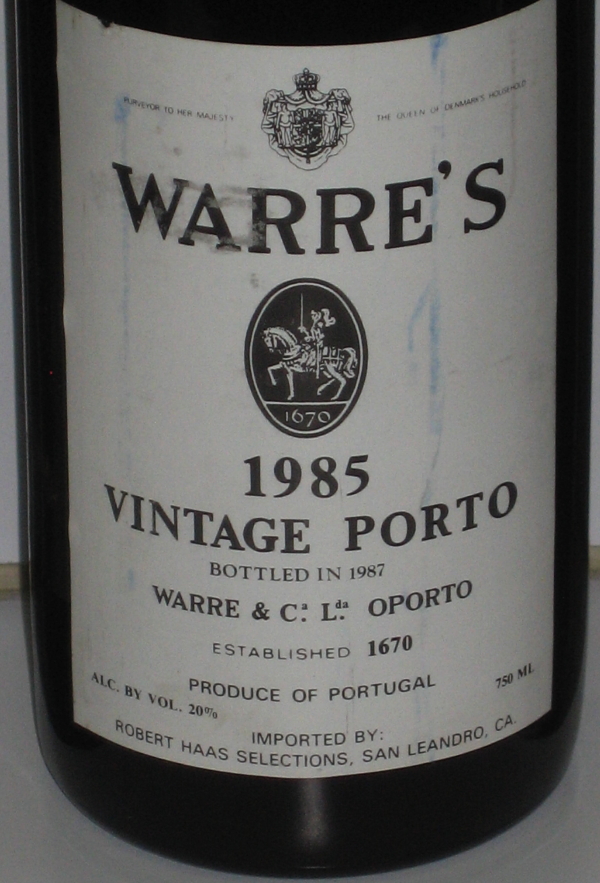 PURVEYOR TO HER MAJESTY THE QUEEN OF DENMARK'S HOUSEHOLD
WARRE'S
1670
1985
VINTAGE PORTO
BOTTLED IN 1987
WARRE & Cª. Lᵈᵃ. OPORTO
ESTABLISHED 1670
PRODUCE OF PORTUGAL
ALC. BY VOL. 20%
750 ML
IMPORTED BY:
ROBERT HAAS SELECTIONS, SAN LEANDRO, CA.